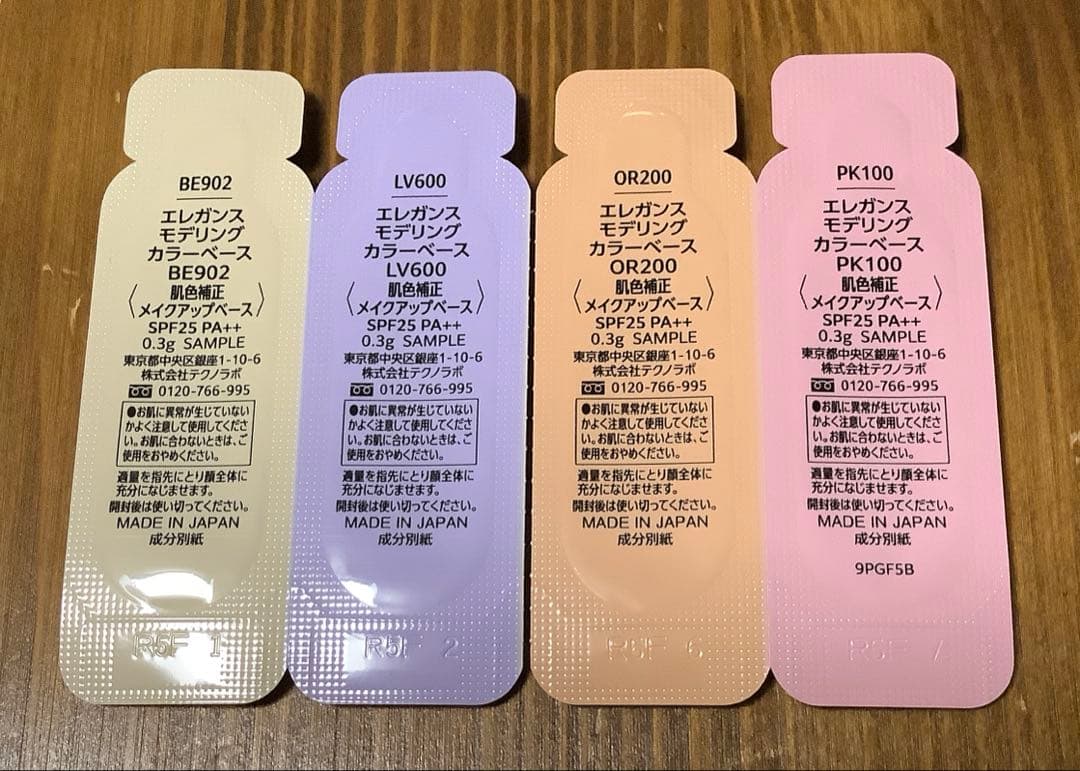 BE902
エレガンス
モデリング
カラーベース
BE902
〈肌色補正
メイクアップベース〉
SPF25 PA++
0.3g SAMPLE
東京都中央区銀座1-10-6
株式会社テクノラボ
0120-766-995
●お肌に異常が生じていない
かよく注意して使用してくださ
い。お肌に合わないときは、ご
使用をおやめください。
適量を指先にとり顔全体に
充分になじませます。
開封後は使い切ってください。
MADE IN JAPAN
成分別紙
R5F 1
LV600
エレガンス
モデリング
カラーベース
LV600
〈肌色補正
メイクアップベース〉
SPF25 PA++
0.3g SAMPLE
東京都中央区銀座1-10-6
株式会社テクノラボ
0120-766-995
●お肌に異常が生じていない
かよく注意して使用してくださ
い。お肌に合わないときは、ご
使用をおやめください。
適量を指先にとり顔全体に
充分になじませます。
開封後は使い切ってください。
MADE IN JAPAN
成分別紙
R5F 2
OR200
エレガンス
モデリング
カラーベース
OR200
〈肌色補正
メイクアップベース〉
SPF25 PA++
0.3g SAMPLE
東京都中央区銀座1-10-6
株式会社テクノラボ
0120-766-995
●お肌に異常が生じていない
かよく注意して使用してくださ
い。お肌に合わないときは、ご
使用をおやめください。
適量を指先にとり顔全体に
充分になじませます。
開封後は使い切ってください。
MADE IN JAPAN
成分別紙
R5F 6
PK100
エレガンス
モデリング
カラーベース
PK100
〈肌色補正
メイクアップベース〉
SPF25 PA++
0.3g SAMPLE
東京都中央区銀座1-10-6
株式会社テクノラボ
0120-766-995
●お肌に異常が生じていない
かよく注意して使用してくださ
い。お肌に合わないときは、ご
使用をおやめください。
適量を指先にとり顔全体に
充分になじませます。
開封後は使い切ってください。
MADE IN JAPAN
成分別紙
9PGF5B
R5F 7